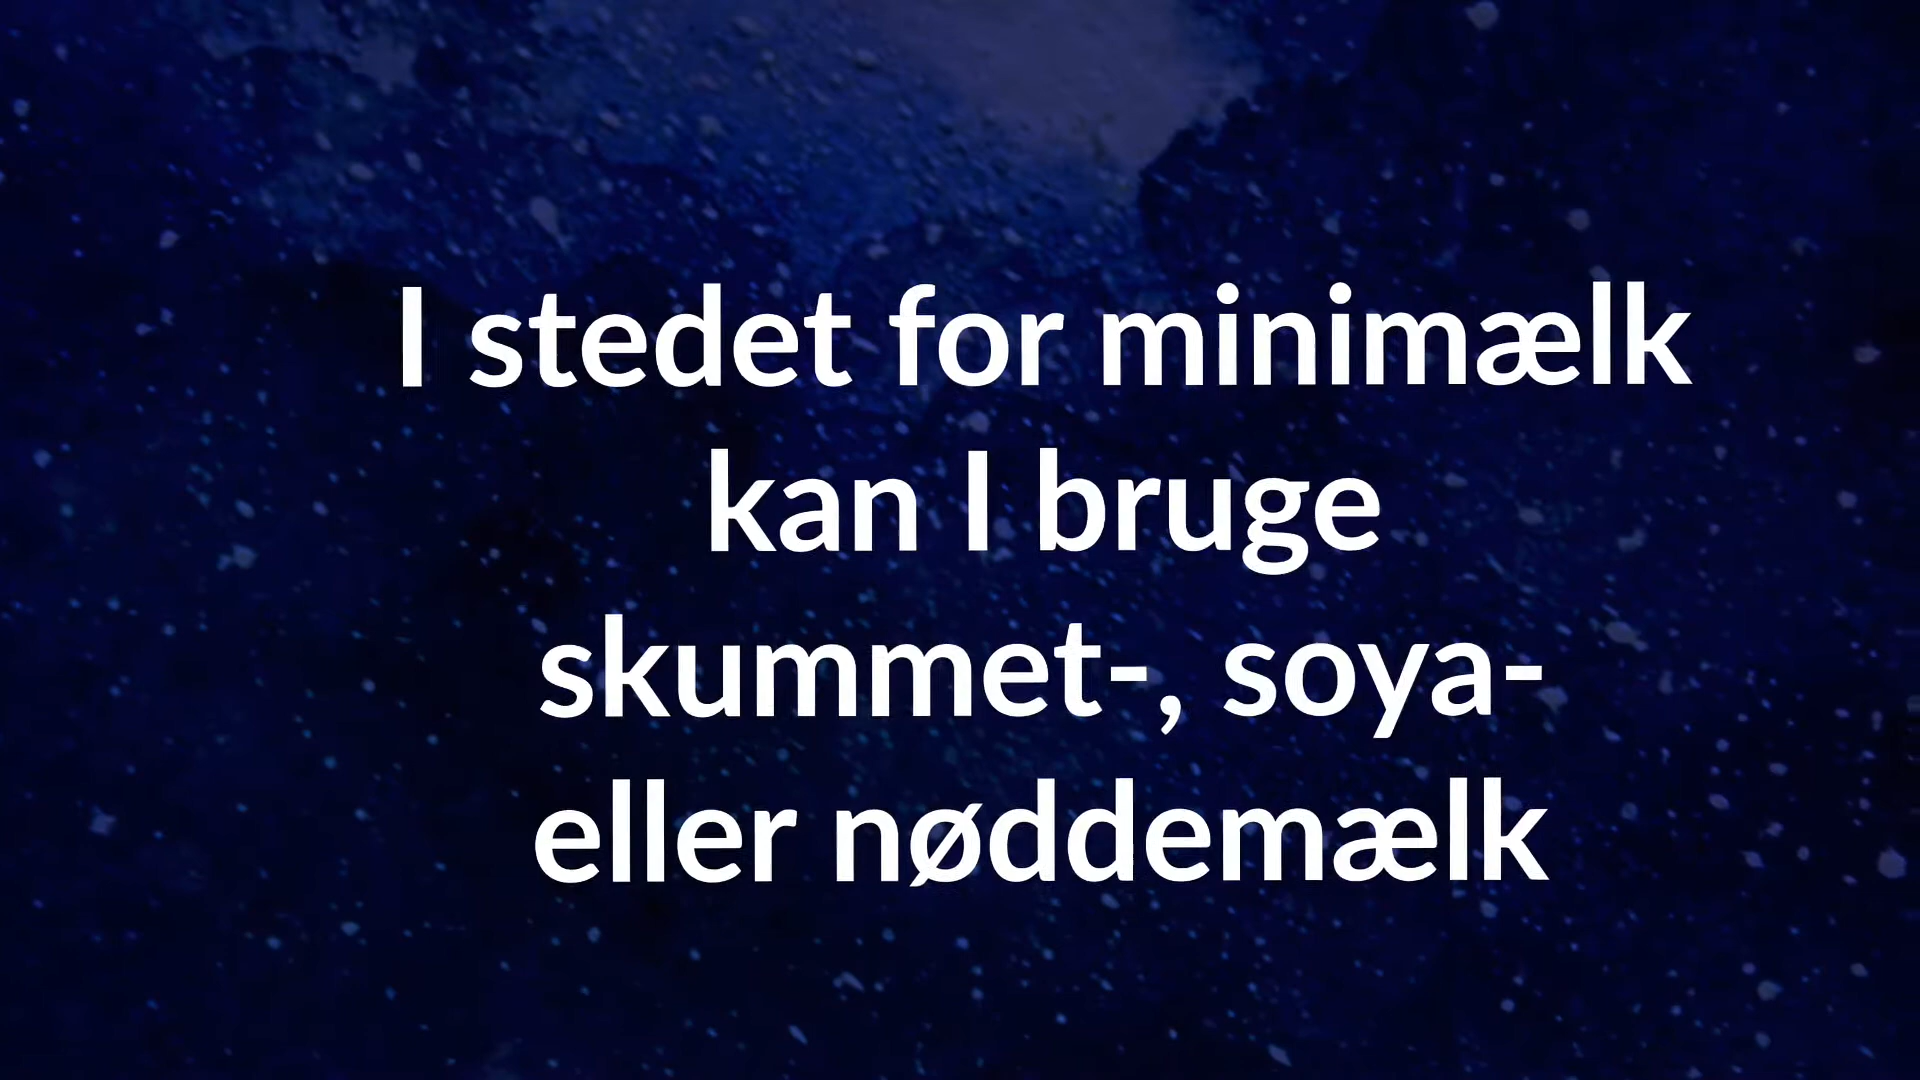 I stedet for minimælk
kan I bruge
skummet-, soya-
eller nøddemælk